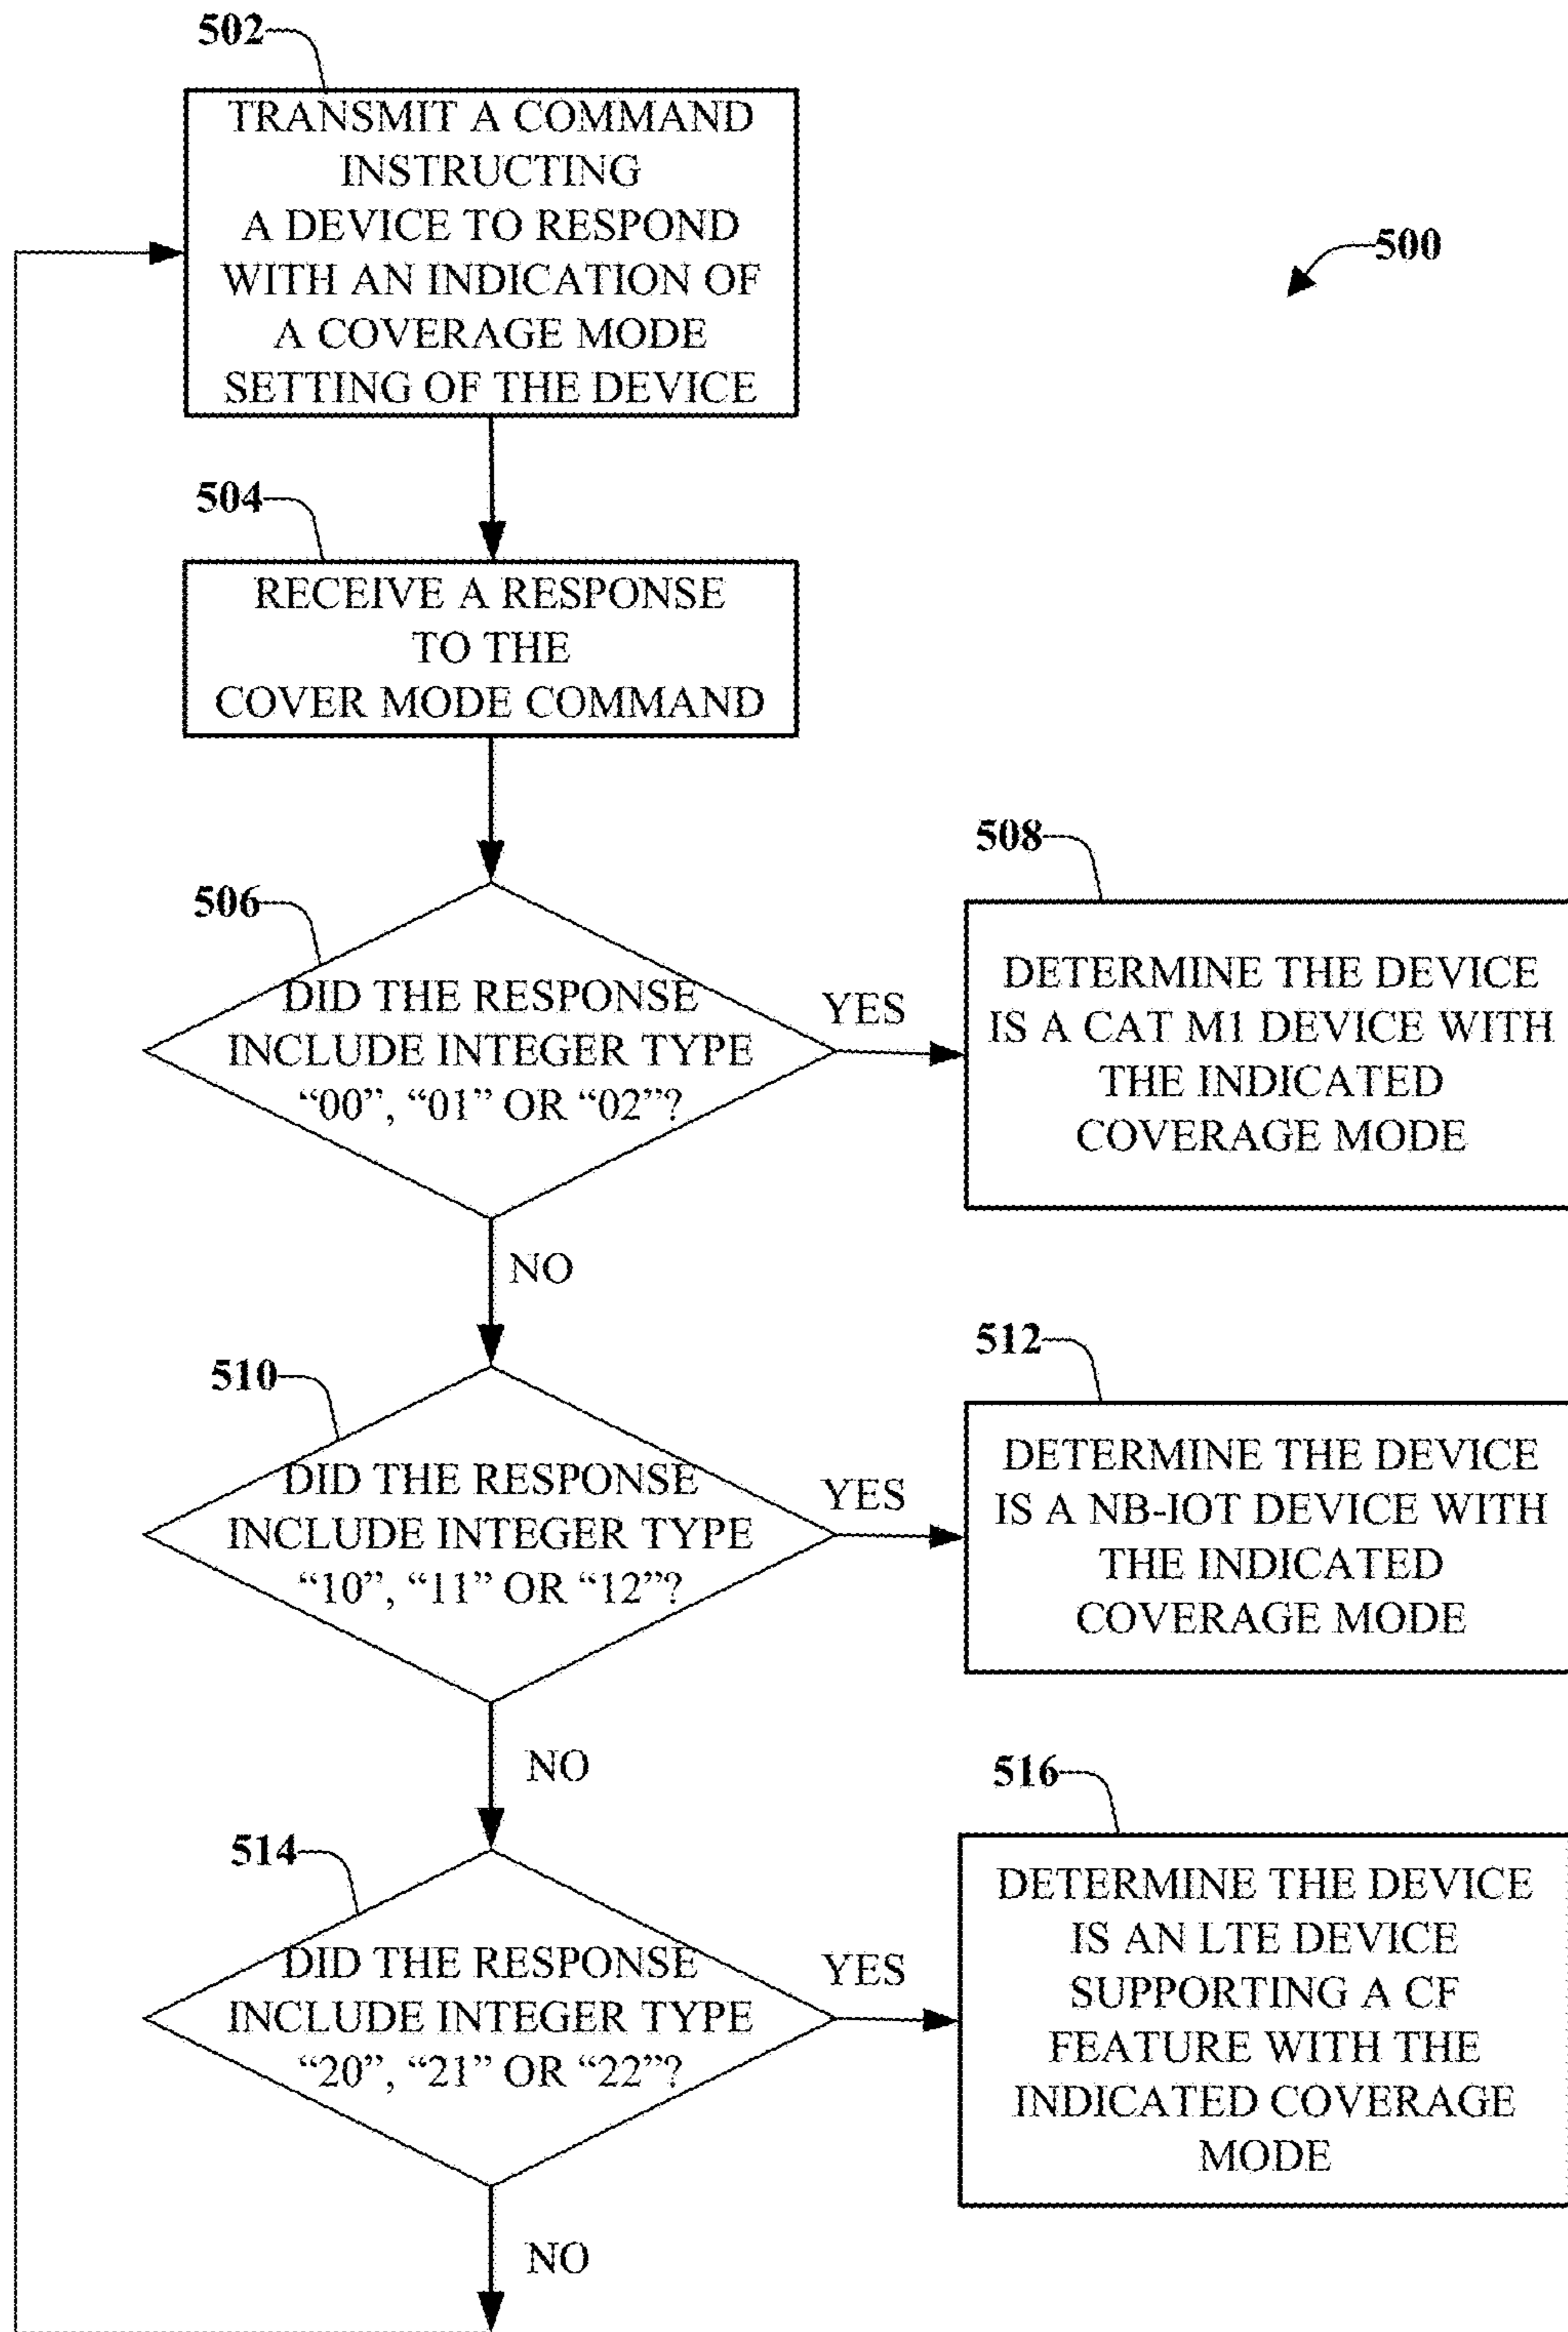 502
TRANSMIT A COMMAND
INSTRUCTING
A DEVICE TO RESPOND
WITH AN INDICATION OF
A COVERAGE MODE
SETTING OF THE DEVICE
500
504
RECEIVE A RESPONSE
TO THE
COVER MODE COMMAND
506
DID THE RESPONSE
INCLUDE INTEGER TYPE
“00”, “01” OR “02”?
YES
508
DETERMINE THE DEVICE
IS A CAT M1 DEVICE WITH
THE INDICATED
COVERAGE MODE
NO
510
DID THE RESPONSE
INCLUDE INTEGER TYPE
“10”, “11” OR “12”?
YES
512
DETERMINE THE DEVICE
IS A NB-IOT DEVICE WITH
THE INDICATED
COVERAGE MODE
NO
514
DID THE RESPONSE
INCLUDE INTEGER TYPE
“20”, “21” OR “22”?
YES
516
DETERMINE THE DEVICE
IS AN LTE DEVICE
SUPPORTING A CF
FEATURE WITH THE
INDICATED COVERAGE
MODE
NO